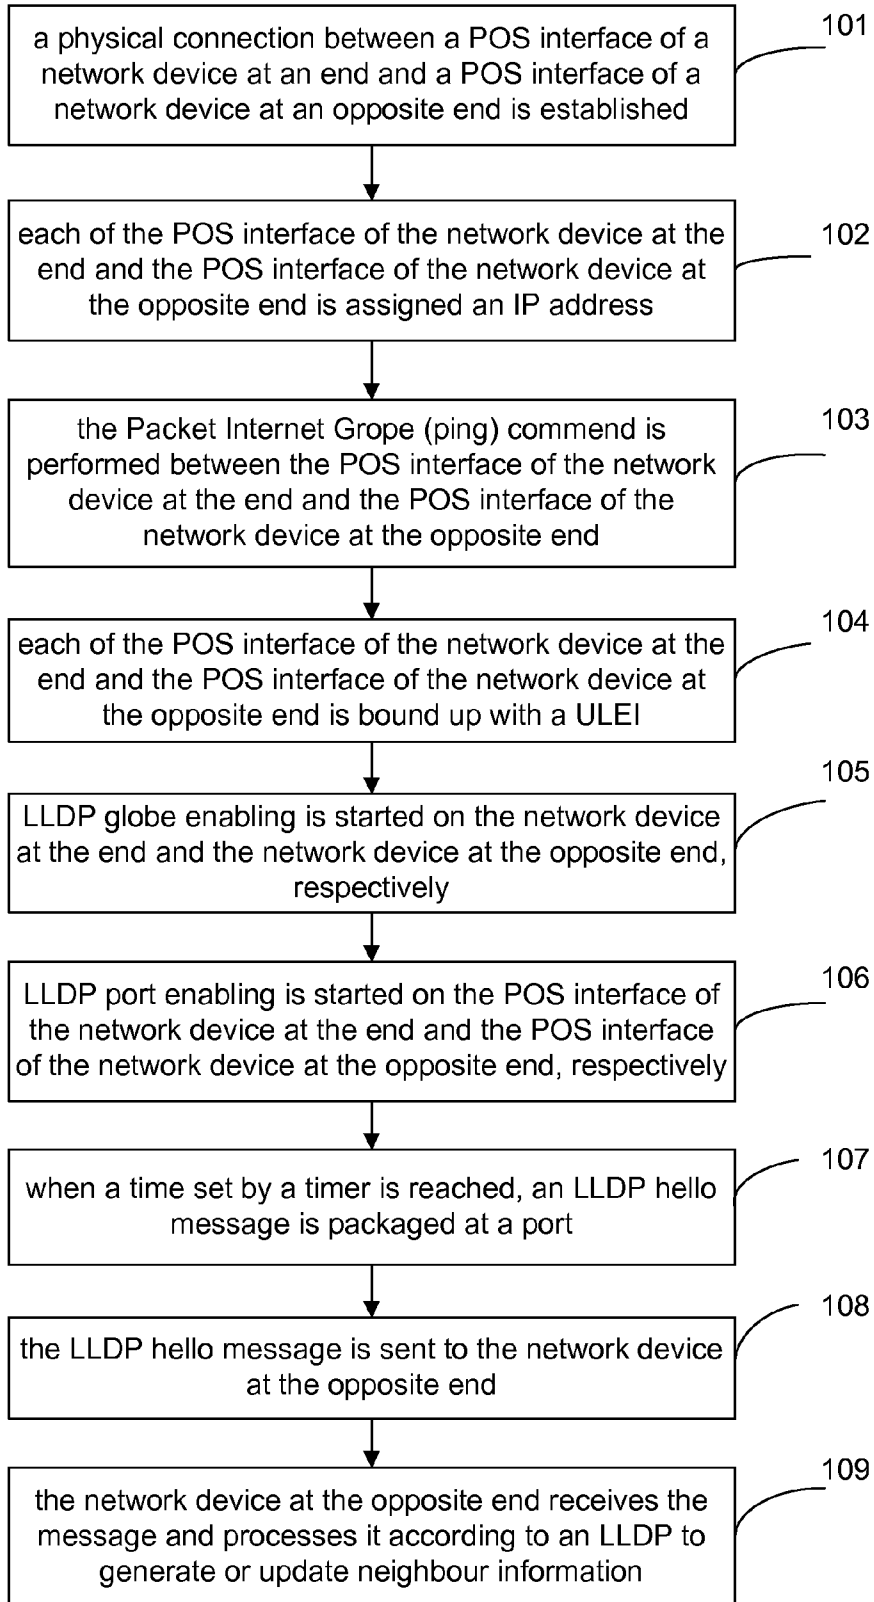 a physical connection between a POS interface of a
network device at an end and a POS interface of a
network device at an opposite end is established
101
each of the POS interface of the network device at the
end and the POS interface of the network device at
the opposite end is assigned an IP address
102
the Packet Internet Grope (ping) commend is
performed between the POS interface of the network
device at the end and the POS interface of the
network device at the opposite end
103
each of the POS interface of the network device at the
end and the POS interface of the network device at
the opposite end is bound up with a ULEI
104
LLDP globe enabling is started on the network device
at the end and the network device at the opposite end,
respectively
105
LLDP port enabling is started on the POS interface of
the network device at the end and the POS interface
of the network device at the opposite end, respectively
106
when a time set by a timer is reached, an LLDP hello
message is packaged at a port
107
the LLDP hello message is sent to the network device
at the opposite end
108
the network device at the opposite end receives the
message and processes it according to an LLDP to
generate or update neighbour information
109